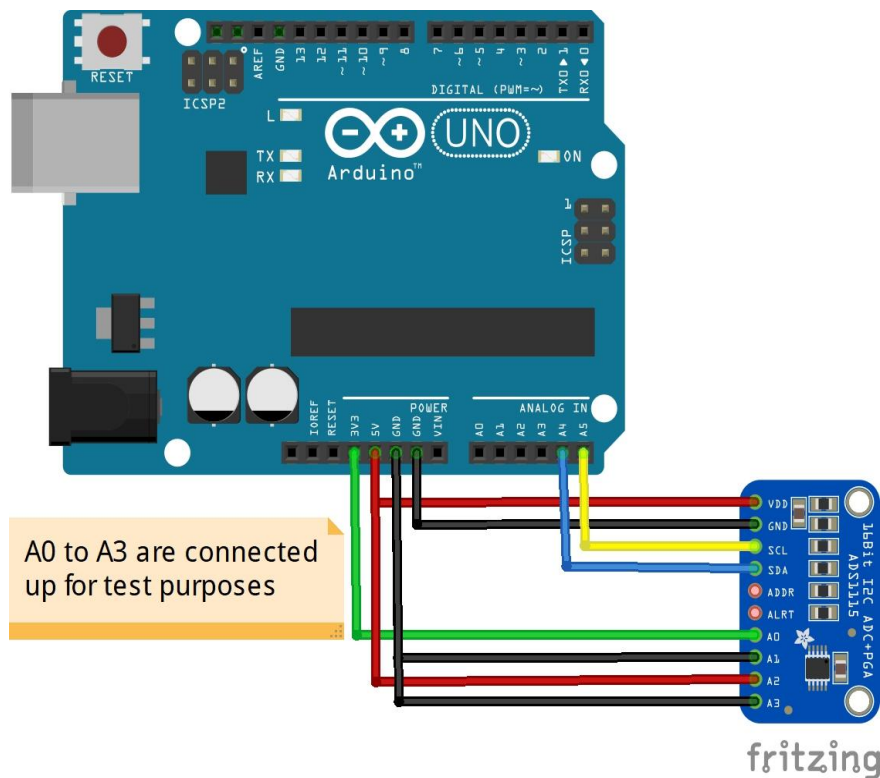 RESET
ICSP2
AREF
GND
13
12
~11
~10
~9
8
7
~6
~5
4
~3
2
TX0▶1
RX0◀0
DIGITAL (PWM=~)
L
TX
RX
UNO
Arduino™
ON
1
ICSP
POWER
ANALOG IN
IOREF
RESET
3V3
5V
GND
GND
VIN
A0
A1
A2
A3
A4
A5
A0 to A3 are connected
up for test purposes
VDD
GND
SCL
SDA
ADDR
ALRT
A0
A1
A2
A3
16Bit I2C ADC+PGA
ADS1115
fritzing